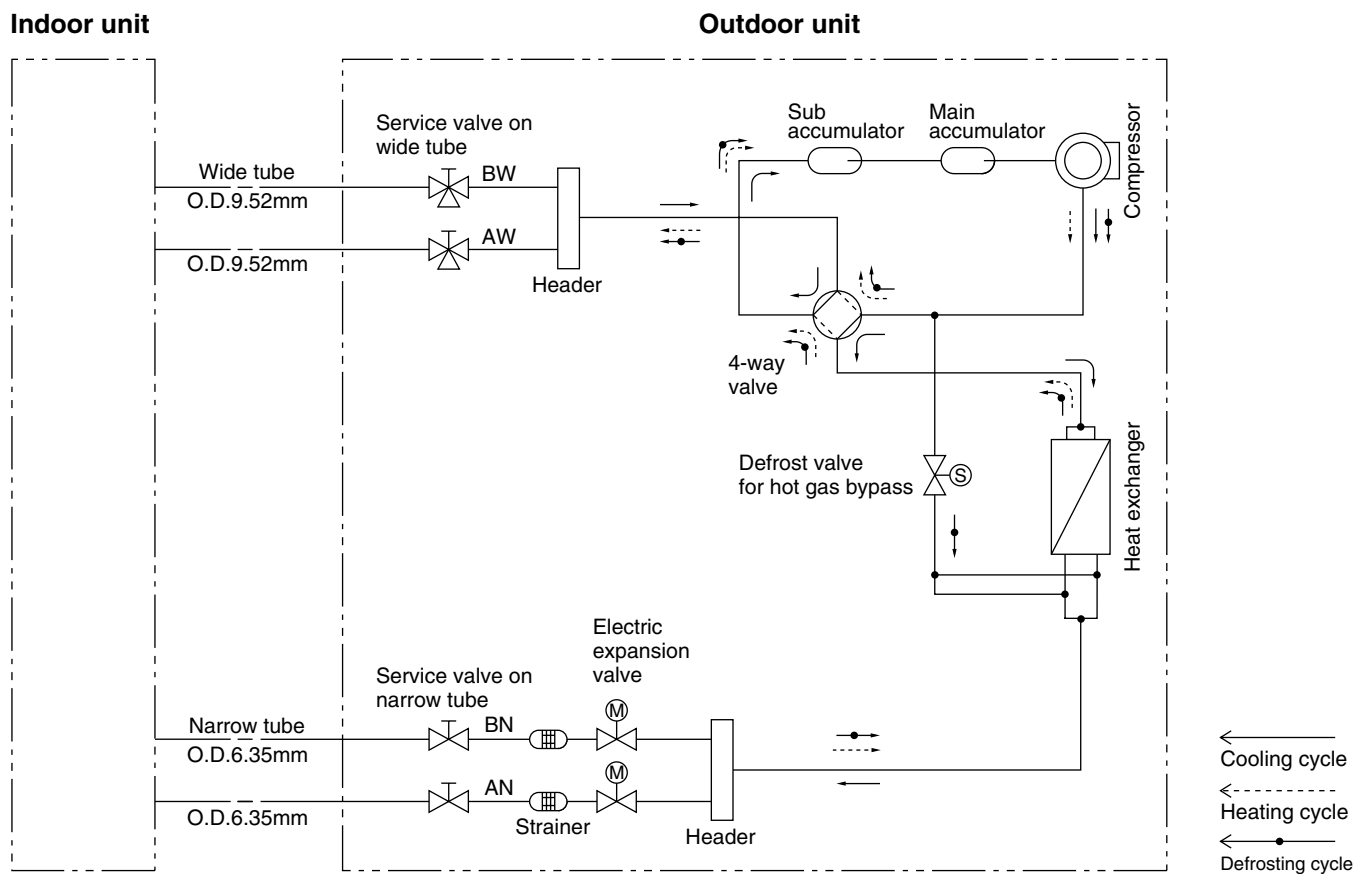 Indoor unit
Outdoor unit
Service valve on
wide tube
Sub
accumulator
Main
accumulator
Compressor
Wide tube
O.D.9.52mm
BW
AW
O.D.9.52mm
Header
4-way
valve
Defrost valve
for hot gas bypass
S
Heat exchanger
Electric
expansion
valve
Service valve on
narrow tube
Narrow tube
O.D.6.35mm
BN
M
AN
M
O.D.6.35mm
Strainer
Header
Cooling cycle
Heating cycle
Defrosting cycle